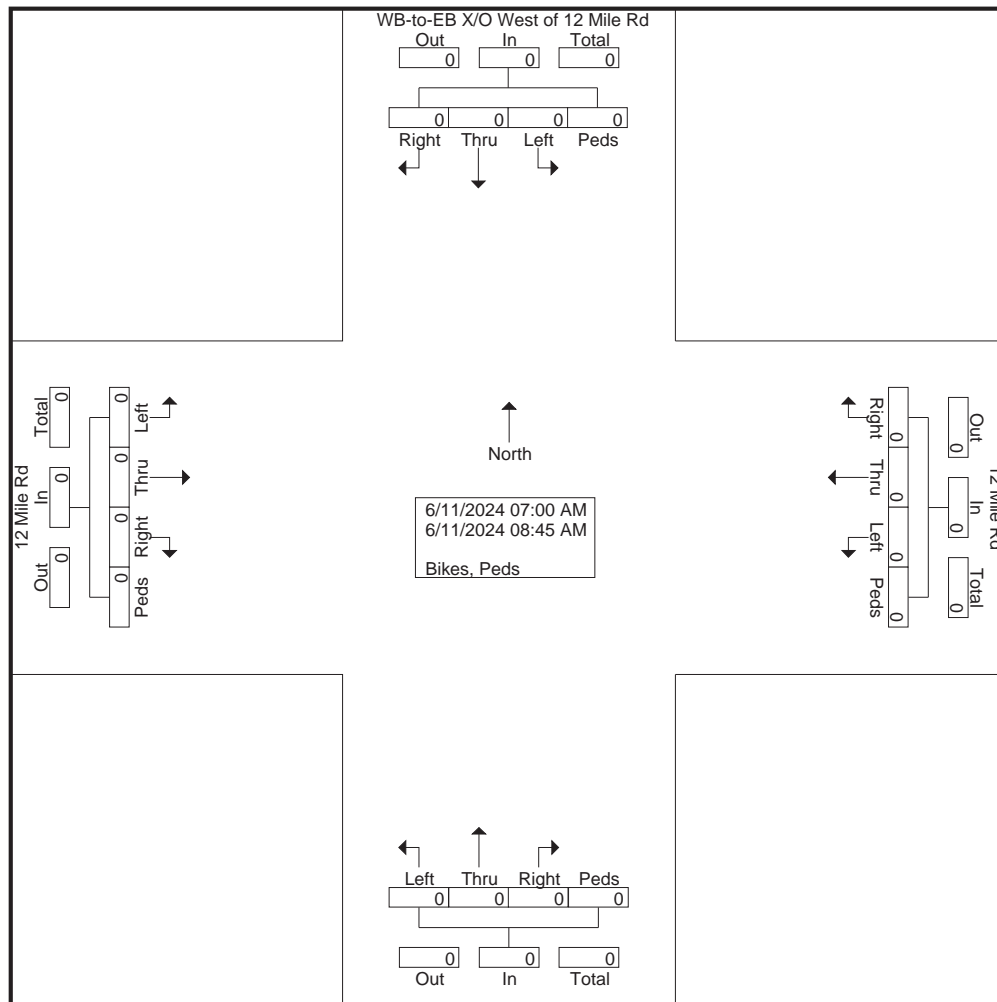 WB-to-EB X/O West of 12 Mile Rd
Out In Total
0 0 0
0 0 0 0
Right Thru Left Peds
12 Mile Rd
Total In Out
0 0 0
0 0 0 0
Left Thru Right Peds
North
6/11/2024 07:00 AM
6/11/2024 08:45 AM
Bikes, Peds
Right Thru Left Peds
0 0 0 0
Out In Total
0 0 0
12 Mile Rd
Left Thru Right Peds
0 0 0 0
0 0 0
Out In Total